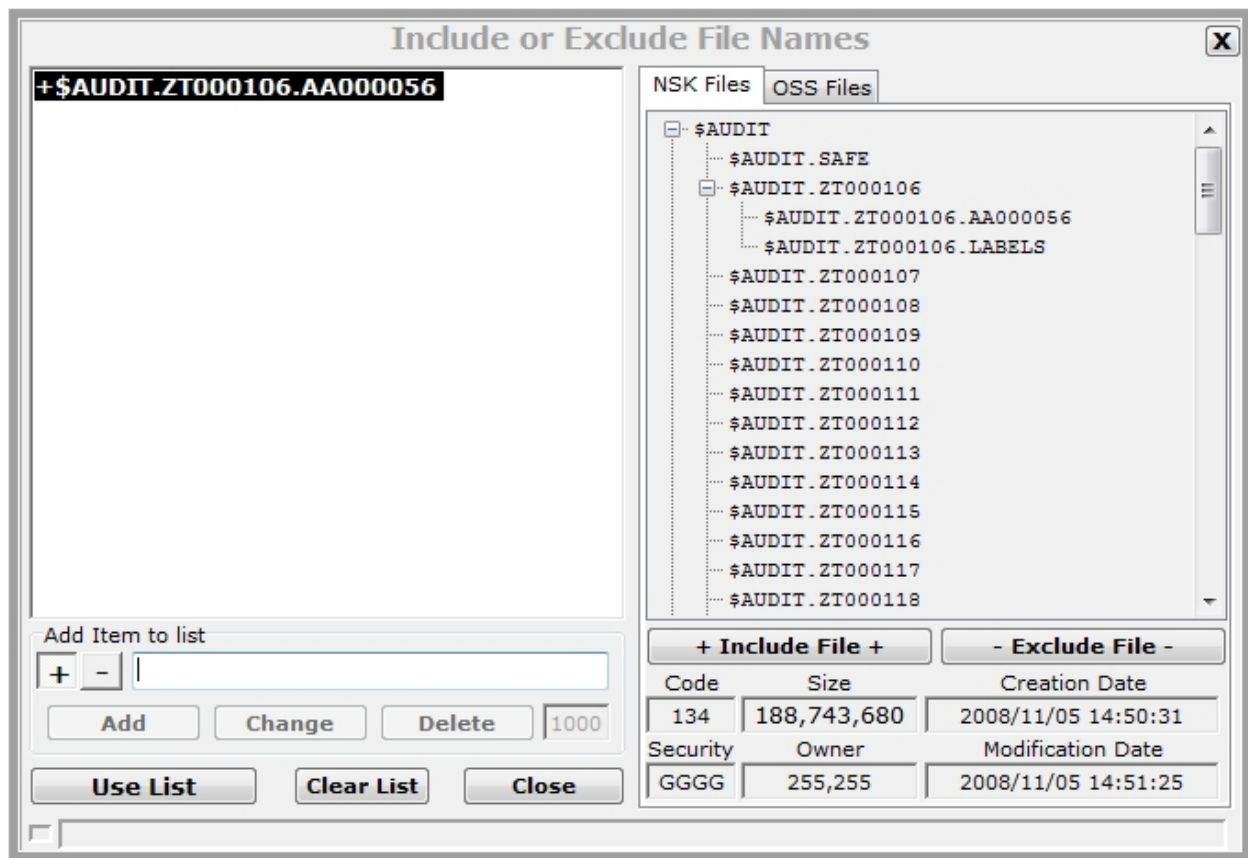 Include or Exclude File Names
X
+$AUDIT.ZT000106.AA000056
NSK Files OSS Files
$AUDIT
$AUDIT.SAFE
$AUDIT.ZT000106
$AUDIT.ZT000106.AA000056
$AUDIT.ZT000106.LABELS
$AUDIT.ZT000107
$AUDIT.ZT000108
$AUDIT.ZT000109
$AUDIT.ZT000110
$AUDIT.ZT000111
$AUDIT.ZT000112
$AUDIT.ZT000113
$AUDIT.ZT000114
$AUDIT.ZT000115
$AUDIT.ZT000116
$AUDIT.ZT000117
$AUDIT.ZT000118
Add Item to list
+ -
Add Change Delete 1000
Use List Clear List Close
+ Include File + - Exclude File -
Code Size Creation Date
134 188,743,680 2008/11/05 14:50:31
Security Owner Modification Date
GGGG 255,255 2008/11/05 14:51:25